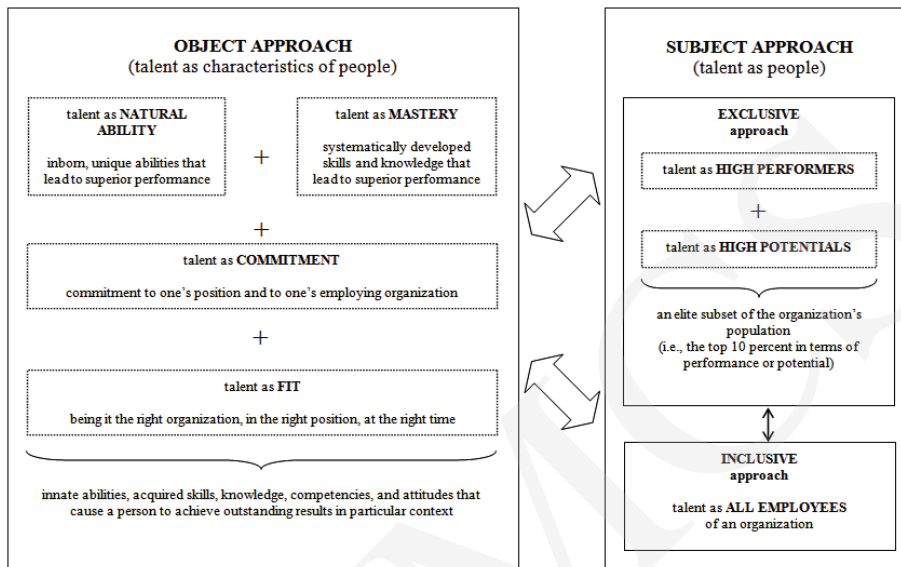 OBJECT APPROACH
(talent as characteristics of people)
talent as NATURAL
ABILITY
inborn, unique abilities that
lead to superior performance
+
talent as MASTERY
systematically developed
skills and knowledge that
lead to superior performance
+
talent as COMMITMENT
commitment to one's position and to one's employing organization
+
talent as FIT
being it the right organization, in the right position, at the right time
innate abilities, acquired skills, knowledge, competencies, and attitudes that
cause a person to achieve outstanding results in particular context
SUBJECT APPROACH
(talent as people)
EXCLUSIVE
approach
talent as HIGH PERFORMERS
+
talent as HIGH POTENTIALS
an elite subset of the organization's
population
(i.e., the top 10 percent in terms of
performance or potential)
INCLUSIVE
approach
talent as ALL EMPLOYEES
of an organization